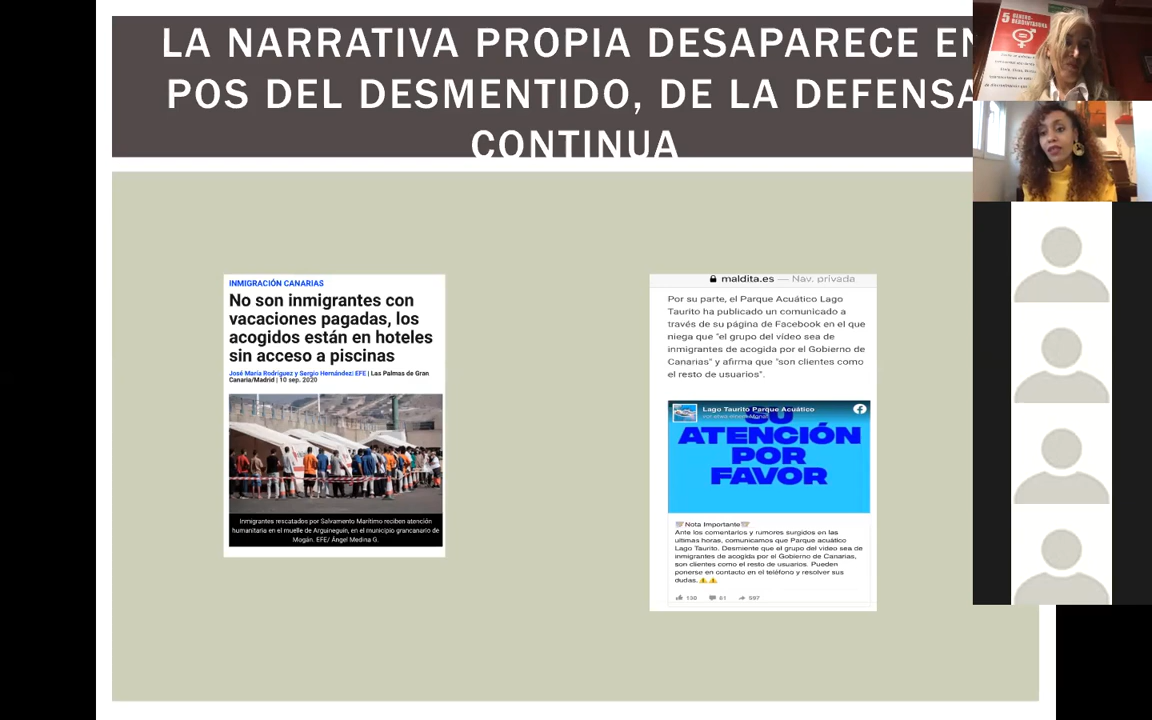 LA NARRATIVA PROPIA DESAPARECE EN
POS DEL DESMENTIDO, DE LA DEFENSA
CONTINUA
INMIGRACIÓN CANARIAS
No son inmigrantes con
vacaciones pagadas, los
acogidos están en hoteles
sin acceso a piscinas
José María Rodríguez y Sergio Hernández| EFE | Las Palmas de Gran
Canaria/Madrid | 10 sep. 2020
Inmigrantes rescatados por Salvamento Marítimo reciben atención
humanitaria en el muelle de Arguineguín, en el municipio grancanario de
Mogán. EFE/ Ángel Medina G.
maldita.es — Nav. privada
Por su parte, el Parque Acuático Lago
Taurito ha publicado un comunicado a
través de su página de Facebook en el que
niega que "el grupo del vídeo sea de
inmigrantes de acogida por el Gobierno de
Canarias" y afirma que "son clientes como
el resto de usuarios".
Lago Taurito Parque Acuático
SU
ATENCIÓN
POR
FAVOR
Nota Importante
Ante los comentarios y rumores surgidos en las
ultimas horas, comunicamos que Parque acuático
Lago Taurito. Desmiente que el grupo del vídeo sea de
inmigrantes de acogida por el Gobierno de Canarias,
son clientes como el resto de usuarios. Pueden
ponerse en contacto en el teléfono y resolver sus
dudas.
130 61 597
5